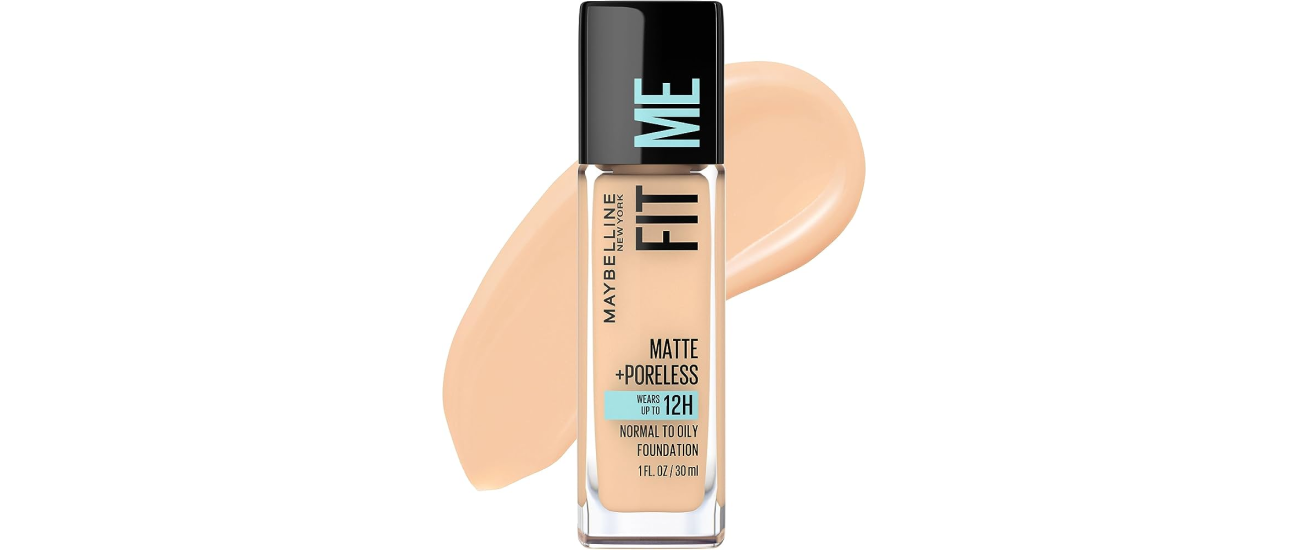 MAYBELLINE
NEW YORK
FIT
ME
MATTE
+PORELESS
WEARS
UP TO
12H
NORMAL TO OILY
FOUNDATION
1 FL. OZ / 30 ml